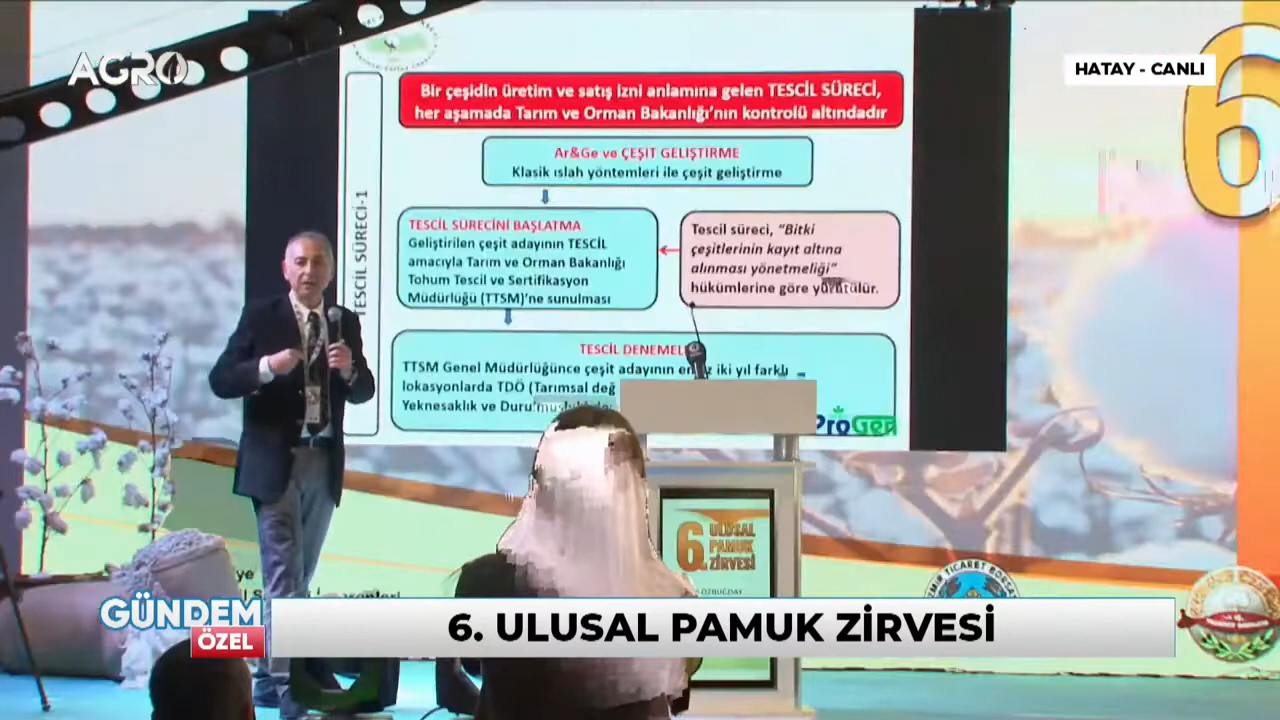 AGRO
HATAY - CANLI
Bir çeşidin üretim ve satış izni anlamına gelen TESCİL SÜRECİ,
her aşamada Tarım ve Orman Bakanlığı'nın kontrolü altındadır
TESCİL SÜRECİ-1
Ar&Ge ve ÇEŞİT GELİŞTİRME
Klasik ıslah yöntemleri ile çeşit geliştirme
TESCİL SÜRECİNİ BAŞLATMA
Geliştirilen çeşit adayının TESCİL
amacıyla Tarım ve Orman Bakanlığı
Tohum Tescil ve Sertifikasyon
Müdürlüğü (TTSM)'ne sunulması
Tescil süreci, "Bitki
çeşitlerinin kayıt altına
alınması yönetmeliği"
hükümlerine göre yürütülür.
TESCİL
TTSM Genel Müdürlüğünce çeşit adayının en az iki yıl farklı
lokasyonlarda TDÖ (Tarımsal değ
Yeknesaklık ve
ProGen
6
6. ULUSAL
PAMUK
ZİRVESİ
GÜNDEM
ÖZEL
6. ULUSAL PAMUK ZİRVESİ